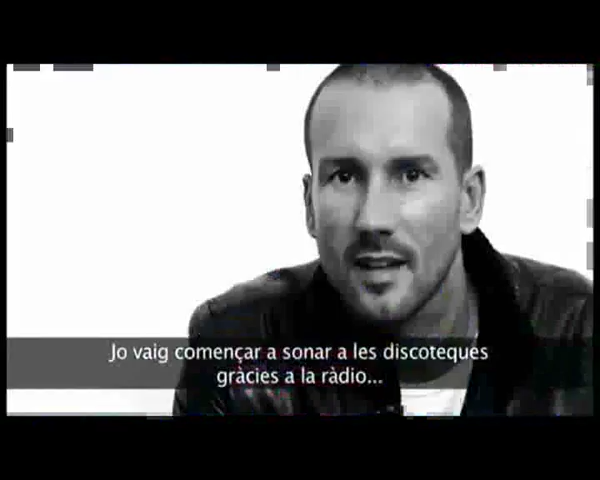 Jo vaig començar a sonar a les discoteques
gràcies a la ràdio...